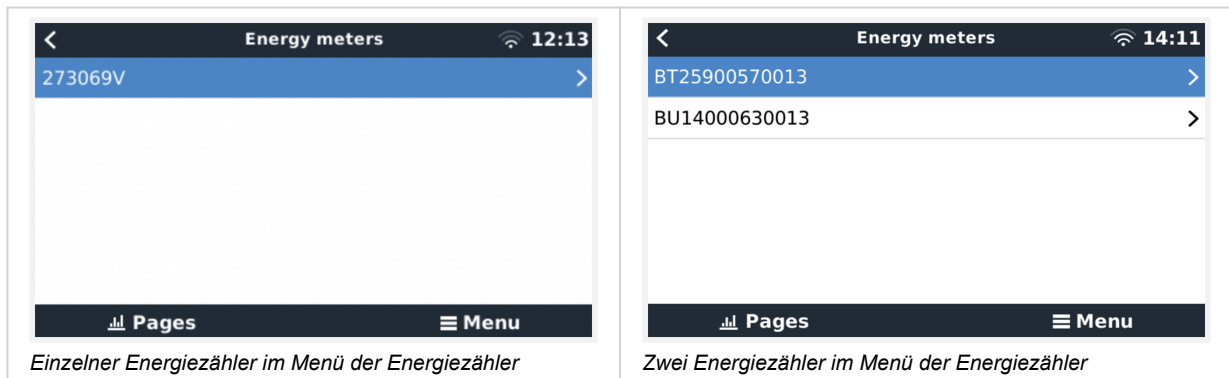 Energy meters 12:13
273069V
Pages Menu
Einzelner Energiezähler im Menü der Energiezähler
Energy meters 14:11
BT25900570013
BU14000630013
Pages Menu
Zwei Energiezähler im Menü der Energiezähler